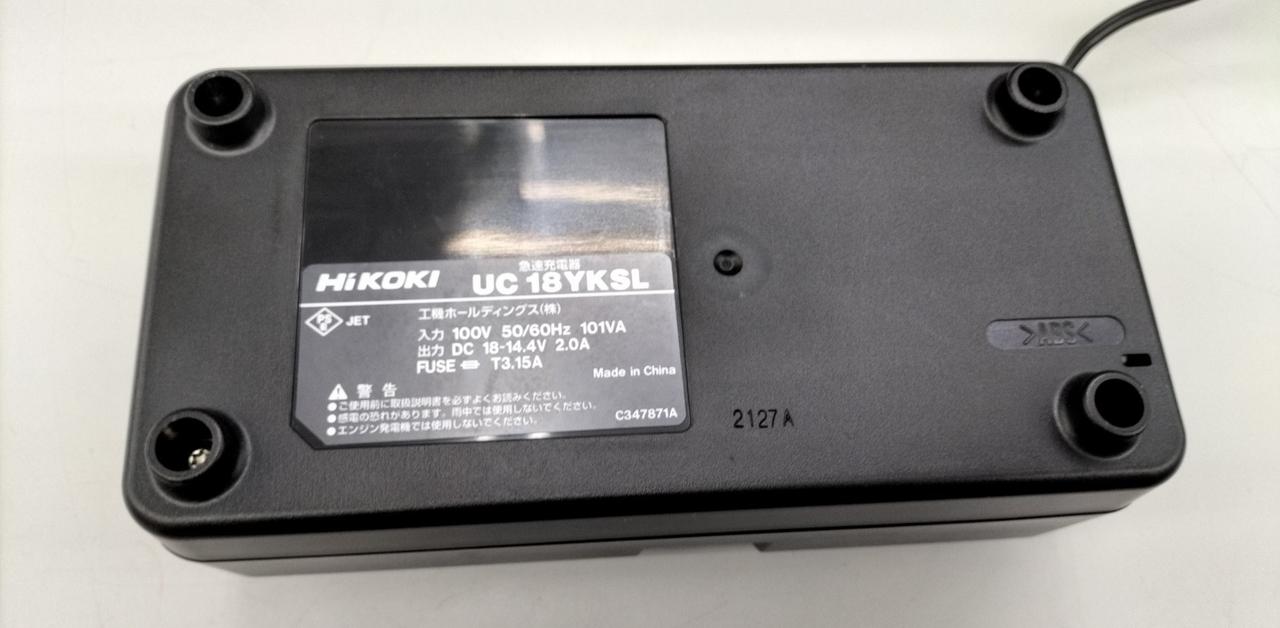 急速充電器
HiKOKI UC 18YKSL
PS E JET 工機ホールディングス(株)
入力 100V 50/60Hz 101VA
出力 DC 18-14.4V 2.0A
FUSE T3.15A
Made in China
警告
●ご使用前に取扱説明書を必ずよくお読みください。
●感電の恐れがあります。雨中では使用しないでください。
●エンジン発電機では使用しないでください。
C347871A
2127A
>ABS<